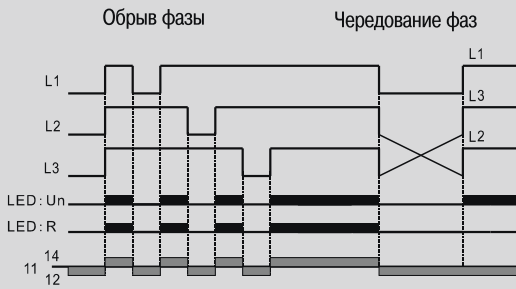 Обрыв фазы
Чередование фаз
L1
L1
L3
L2
L2
L3
LED: Un
LED: R
14
11
12